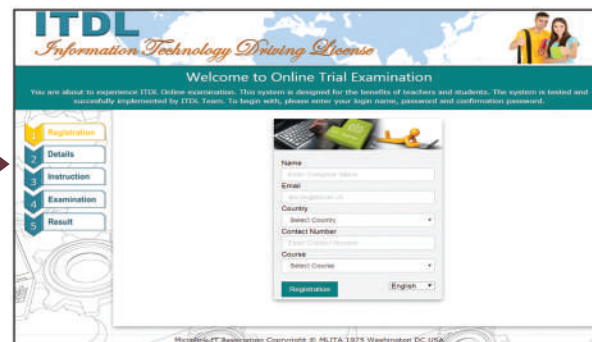 ITDL
Information Technology Driving License
Welcome to Online Trial Examination
You are about to experience ITDL Online examination. This system is designed for the benefits of teachers and students. The system is tested and
succesfully implemented by ITDL Team. To begin with, please enter your login name, password and confirmation password.
1 Registration
2 Details
3 Instruction
4 Examination
5 Result
Name
Enter Complete Name
Email
Country
Select Country
Contact Number
Enter Contact Number
Course
Select Course
Registration
English
Microlink IT Association Copyright © MLITA 1975 Washington DC USA